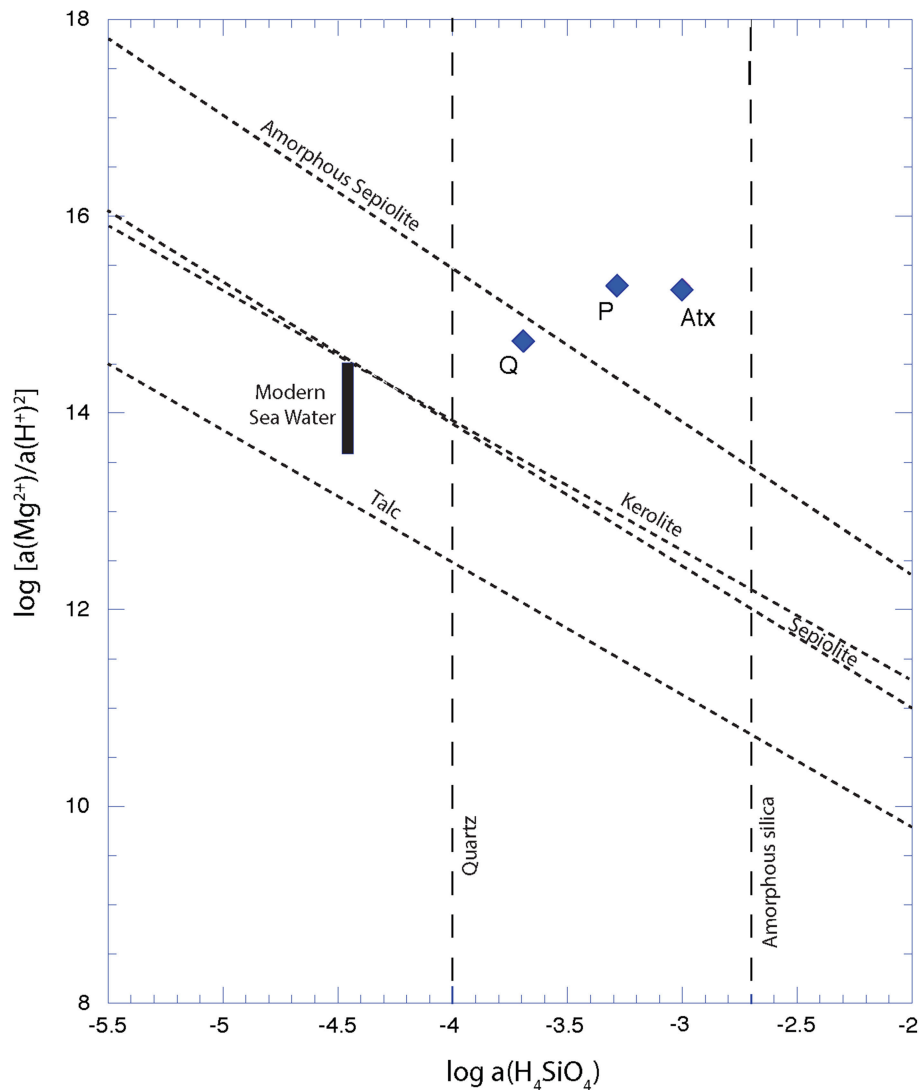 18
16
14
12
10
8
log [a(Mg²⁺)/a(H⁺)²]
Amorphous Sepiolite
P
Atx
Q
Modern
Sea Water
Kerolite
Talc
Sepiolite
Quartz
Amorphous silica
-5.5 -5 -4.5 -4 -3.5 -3 -2.5 -2
log a(H₄SiO₄)